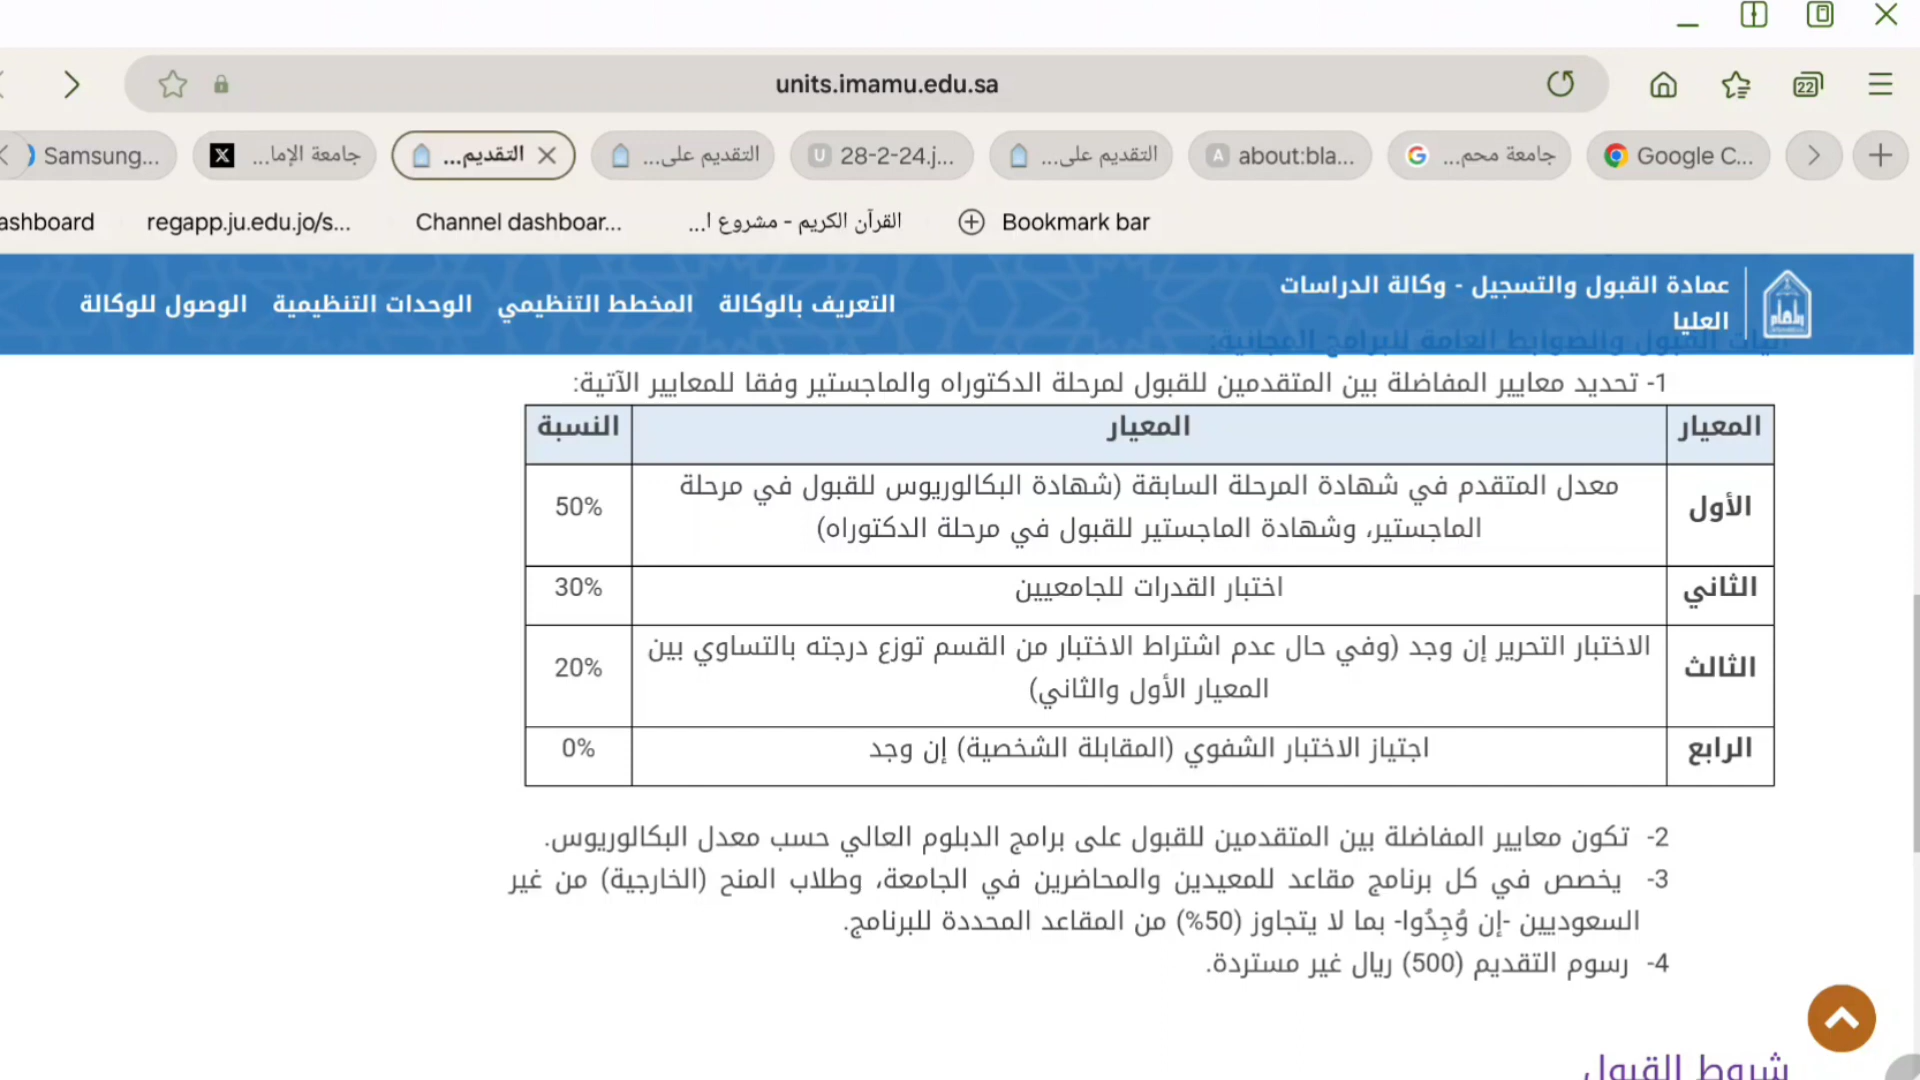 units.imamu.edu.sa
22
Samsung...
جامعة الإما...
التقديم...
التقديم على...
28-2-24.j...
التقديم على...
about:bla...
جامعة محم...
Google C...
ashboard
regapp.ju.edu.jo/s...
Channel dashboar...
القرآن الكريم - مشروع ا...
Bookmark bar
عمادة القبول والتسجيل - وكالة الدراسات
العليا
التعريف بالوكالة
المخطط التنظيمي
الوحدات التنظيمية
الوصول للوكالة
آليات القبول والضوابط العامة للبرامج المجانية:
1- تحديد معايير المفاضلة بين المتقدمين للقبول لمرحلة الدكتوراه والماجستير وفقا للمعايير الآتية:
المعيار المعيار النسبة
الأول معدل المتقدم في شهادة المرحلة السابقة (شهادة البكالوريوس للقبول في مرحلة
الماجستير، وشهادة الماجستير للقبول في مرحلة الدكتوراه) 50%
الثاني اختبار القدرات للجامعيين 30%
الثالث الاختبار التحرير إن وجد (وفي حال عدم اشتراط الاختبار من القسم توزع درجته بالتساوي بين
المعيار الأول والثاني) 20%
الرابع اجتياز الاختبار الشفوي (المقابلة الشخصية) إن وجد 0%
2- تكون معايير المفاضلة بين المتقدمين للقبول على برامج الدبلوم العالي حسب معدل البكالوريوس.
3- يخصص في كل برنامج مقاعد للمعيدين والمحاضرين في الجامعة، وطلاب المنح (الخارجية) من غير
السعوديين -إن وُجِدُوا- بما لا يتجاوز (50%) من المقاعد المحددة للبرنامج.
4- رسوم التقديم (500) ريال غير مستردة.
شروط القبول